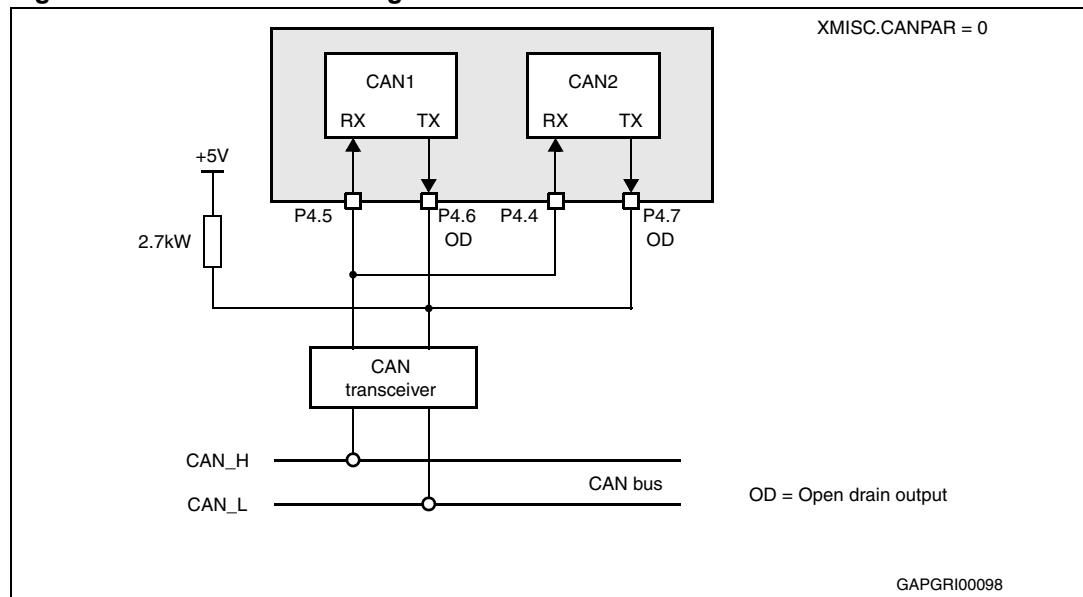 XMISC.CANPAR = 0
CAN1
CAN2
RX TX
RX TX
+5V
P4.5
P4.6
OD
P4.4
P4.7
OD
2.7kW
CAN
transceiver
CAN_H
CAN bus
CAN_L
OD = Open drain output
GAPGRI00098